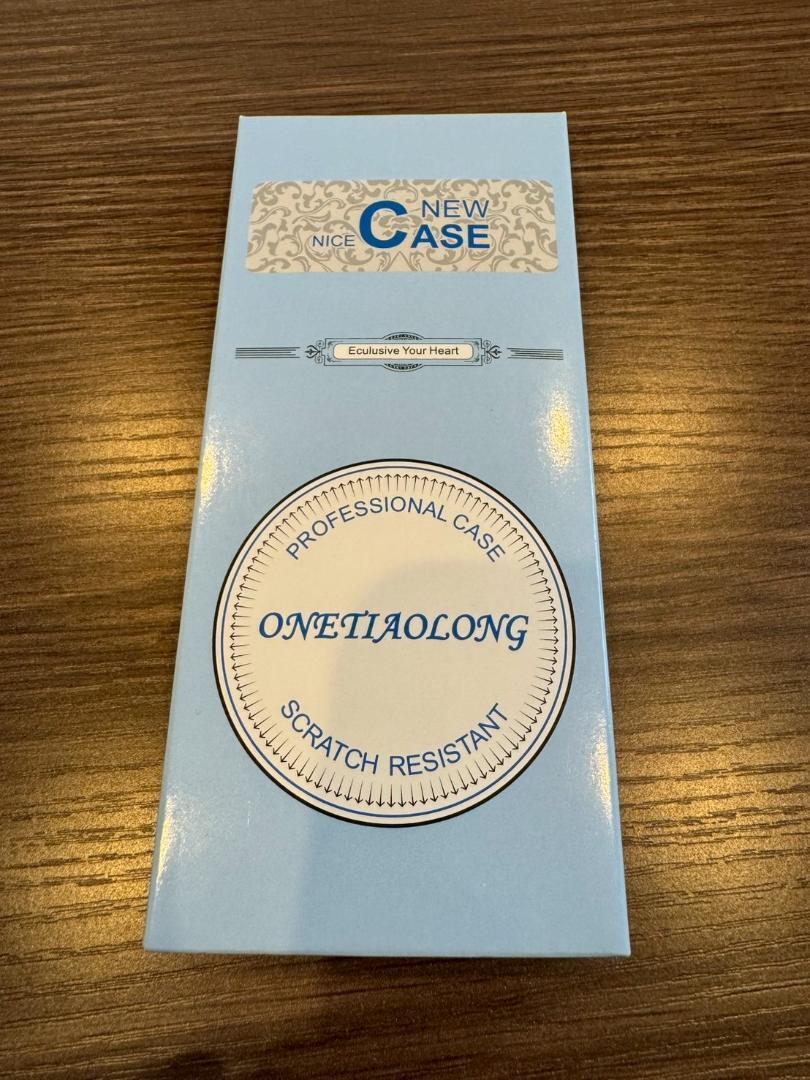 NEW
NICE CASE
Eculusive Your Heart
PROFESSIONAL CASE
ONETIAOLONG
SCRATCH RESISTANT